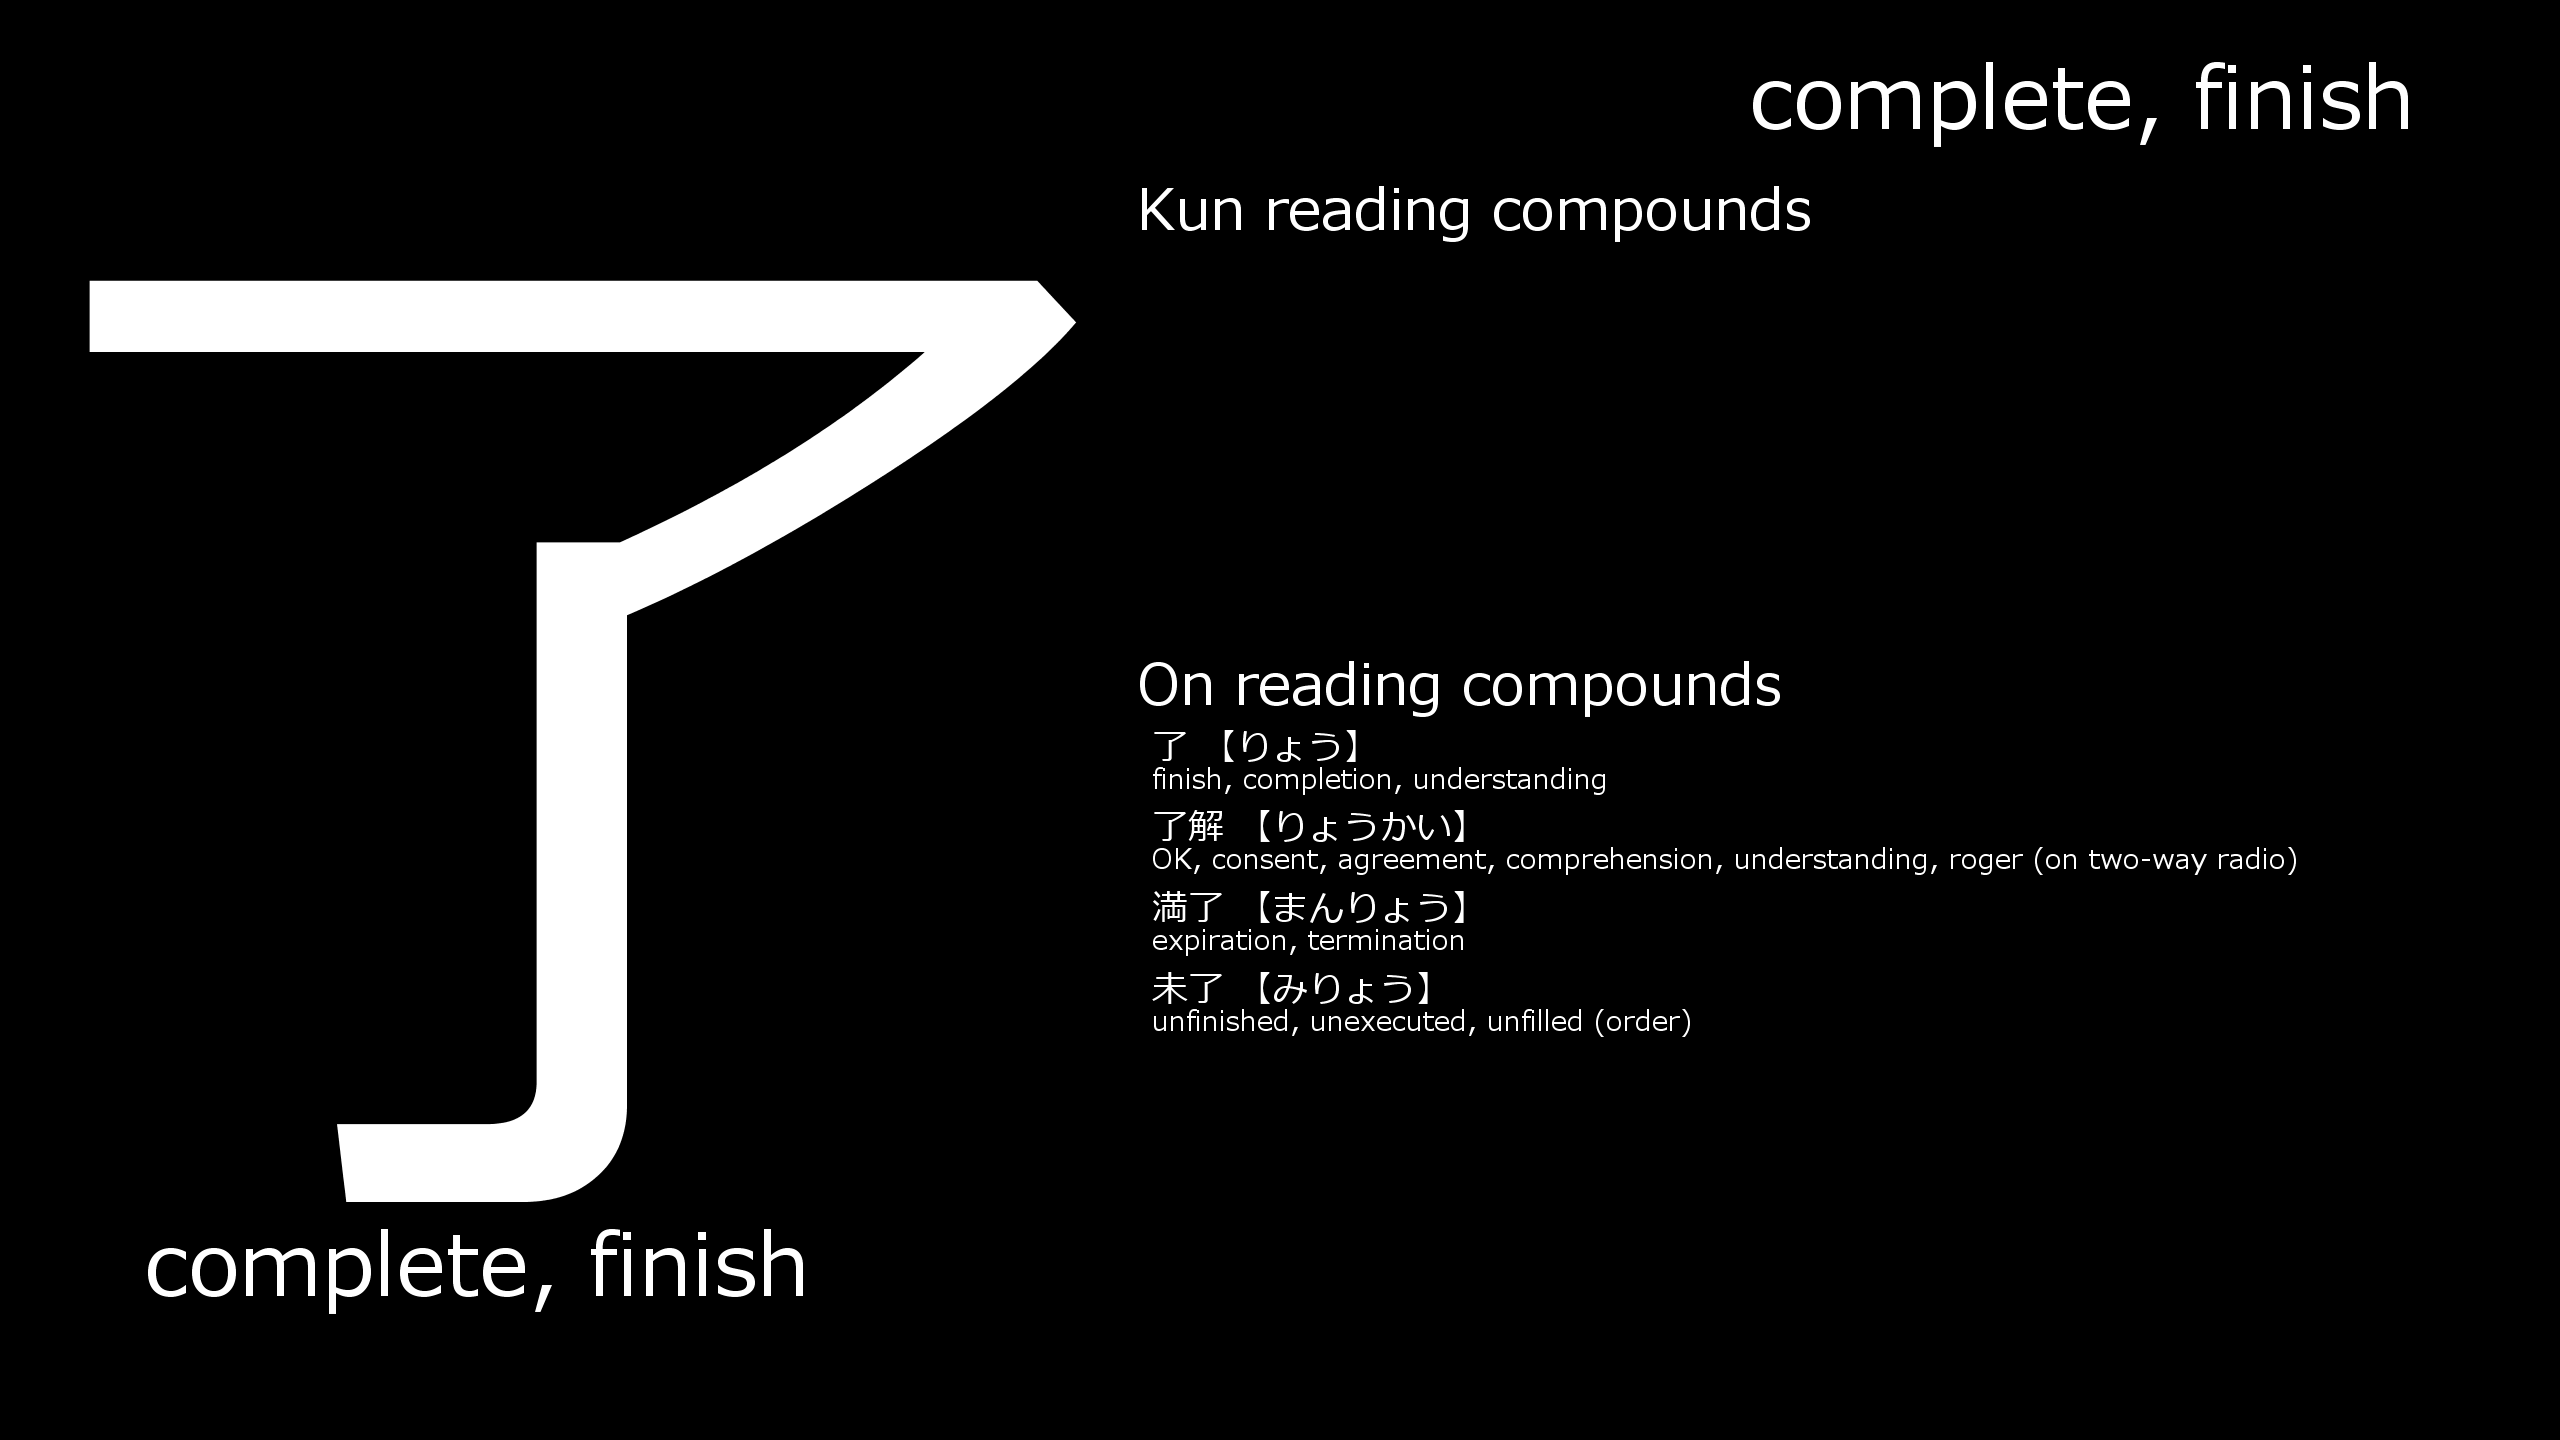 complete, finish
Kun reading compounds
了
On reading compounds
了 【りょう】
finish, completion, understanding
了解 【りょうかい】
OK, consent, agreement, comprehension, understanding, roger (on two-way radio)
満了 【まんりょう】
expiration, termination
未了 【みりょう】
unfinished, unexecuted, unfilled (order)
complete, finish